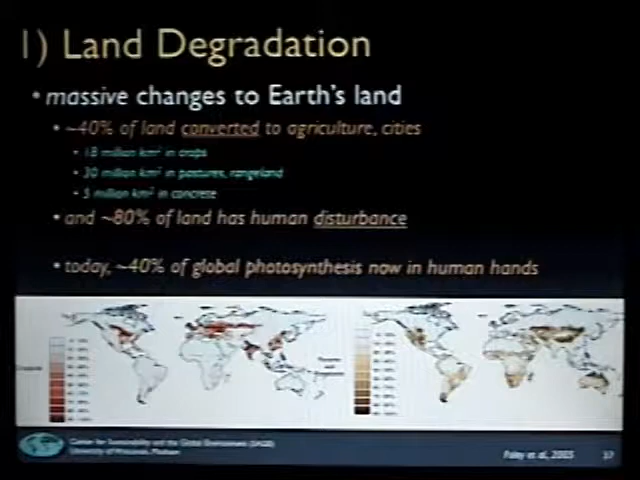 1) Land Degradation
• massive changes to Earth's land
• ~40% of land converted to agriculture, cities
• 18 million km² in crops
• 30 million km² in pastures, rangeland
• 5 million km² in concrete
• and ~80% of land has human disturbance
• today, ~40% of global photosynthesis now in human hands
Center for Sustainability and the Global Environment (SAGE)
University of Wisconsin, Madison
Foley et al., 2005
37